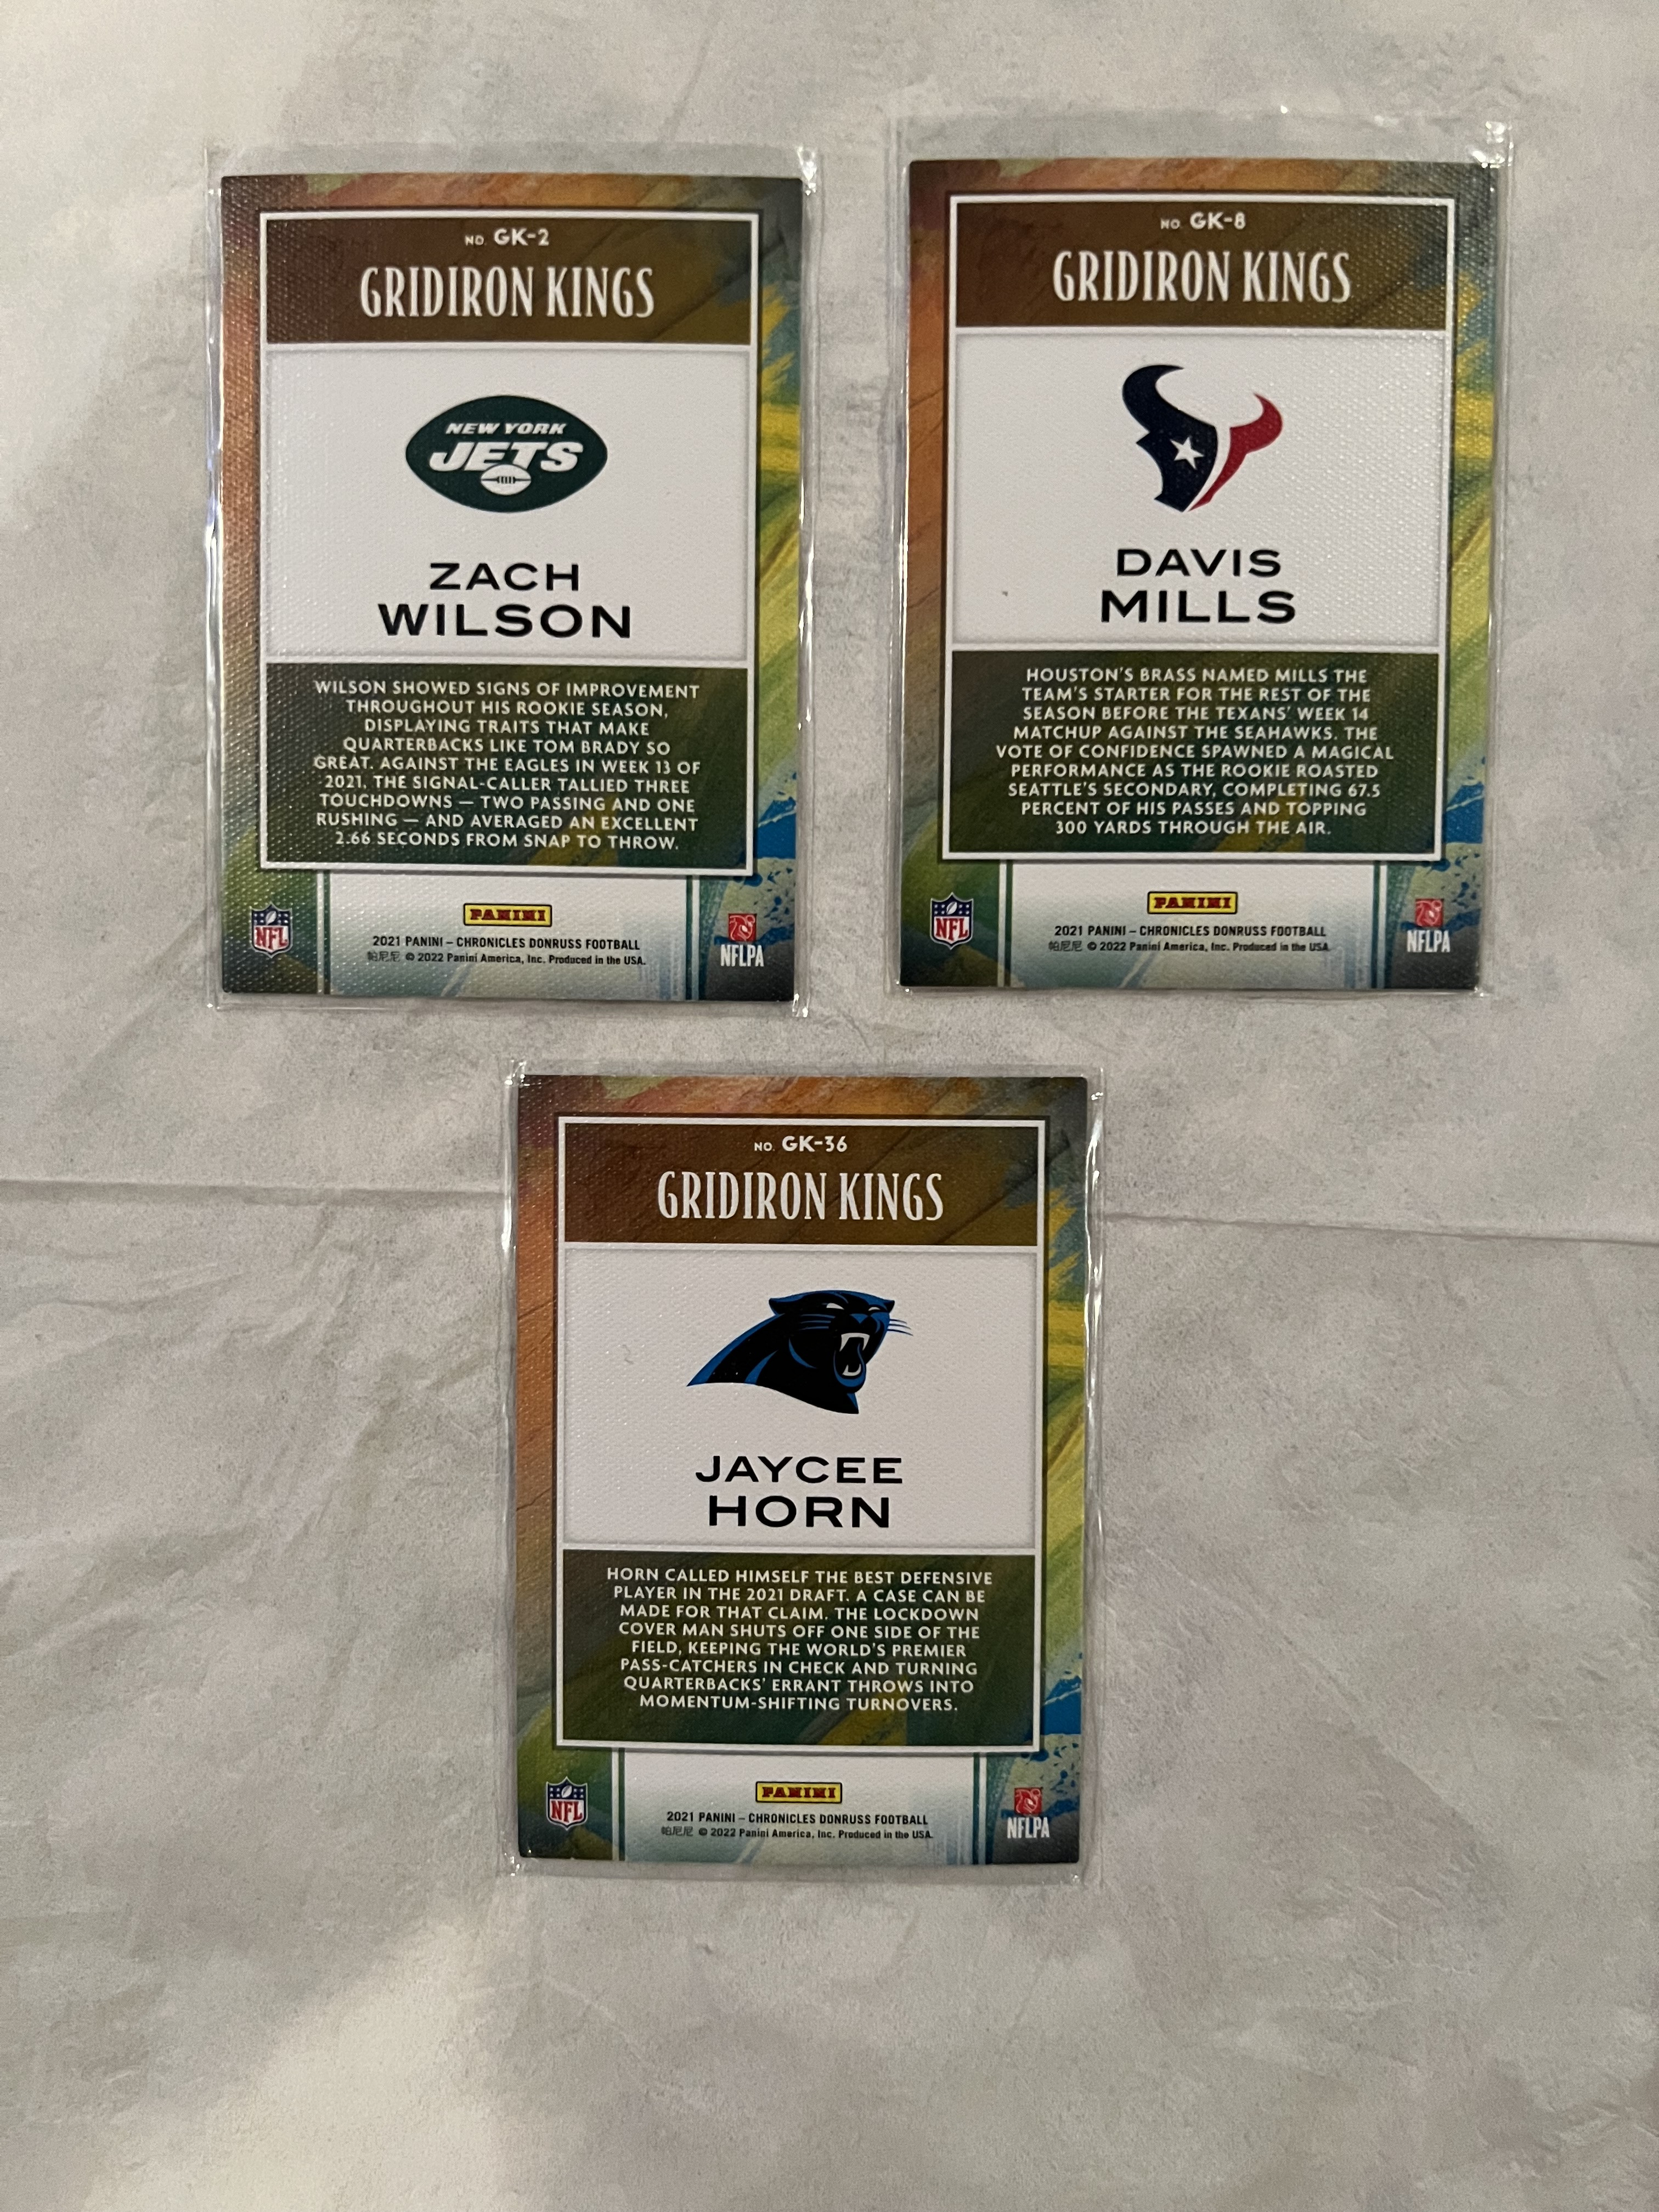 NO. GK-2
GRIDIRON KINGS
NEW YORK
JETS
ZACH
WILSON
WILSON SHOWED SIGNS OF IMPROVEMENT
THROUGHOUT HIS ROOKIE SEASON,
DISPLAYING TRAITS THAT MAKE
QUARTERBACKS LIKE TOM BRADY SO
GREAT. AGAINST THE EAGLES IN WEEK 13 OF
2021, THE SIGNAL-CALLER TALLIED THREE
TOUCHDOWNS — TWO PASSING AND ONE
RUSHING — AND AVERAGED AN EXCELLENT
2.66 SECONDS FROM SNAP TO THROW.
PANINI
NFL
2021 PANINI – CHRONICLES DONRUSS FOOTBALL
帕尼尼 © 2022 Panini America, Inc. Produced in the USA.
NFLPA
NO. GK-8
GRIDIRON KINGS
DAVIS
MILLS
HOUSTON'S BRASS NAMED MILLS THE
TEAM'S STARTER FOR THE REST OF THE
SEASON BEFORE THE TEXANS' WEEK 14
MATCHUP AGAINST THE SEAHAWKS. THE
VOTE OF CONFIDENCE SPAWNED A MAGICAL
PERFORMANCE AS THE ROOKIE ROASTED
SEATTLE'S SECONDARY, COMPLETING 67.5
PERCENT OF HIS PASSES AND TOPPING
300 YARDS THROUGH THE AIR.
PANINI
NFL
2021 PANINI – CHRONICLES DONRUSS FOOTBALL
帕尼尼 © 2022 Panini America, Inc. Produced in the USA.
NFLPA
NO. GK-36
GRIDIRON KINGS
JAYCEE
HORN
HORN CALLED HIMSELF THE BEST DEFENSIVE
PLAYER IN THE 2021 DRAFT. A CASE CAN BE
MADE FOR THAT CLAIM. THE LOCKDOWN
COVER MAN SHUTS OFF ONE SIDE OF THE
FIELD, KEEPING THE WORLD'S PREMIER
PASS-CATCHERS IN CHECK AND TURNING
QUARTERBACKS' ERRANT THROWS INTO
MOMENTUM-SHIFTING TURNOVERS.
PANINI
NFL
2021 PANINI – CHRONICLES DONRUSS FOOTBALL
帕尼尼 © 2022 Panini America, Inc. Produced in the USA.
NFLPA